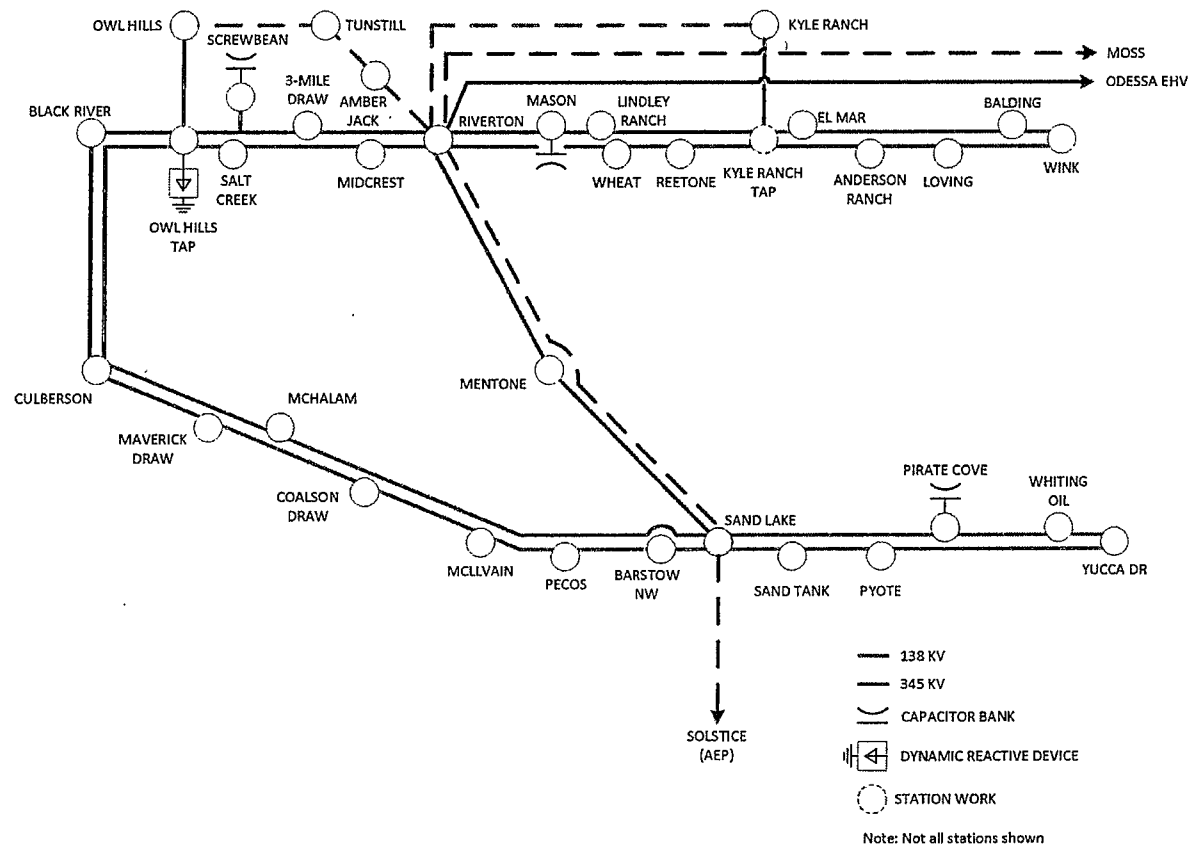 OWL HILLS
TUNSTILL
KYLE RANCH
SCREWBEAN
MOSS
3-MILE
DRAW
AMBER
JACK
MASON
LINDLEY
RANCH
ODESSA EHV
BLACK RIVER
RIVERTON
EL MAR
BALDING
SALT
CREEK
MIDCREST
WHEAT
REETONE
KYLE RANCH
TAP
ANDERSON
RANCH
LOVING
WINK
OWL HILLS
TAP
MENTONE
CULBERSON
MCHALAM
MAVERICK
DRAW
COALSON
DRAW
PIRATE COVE
WHITING
OIL
SAND LAKE
MCLLVAIN
PECOS
BARSTOW
NW
SAND TANK
PYOTE
YUCCA DR
138 KV
345 KV
CAPACITOR BANK
SOLSTICE
(AEP)
DYNAMIC REACTIVE DEVICE
STATION WORK
Note: Not all stations shown